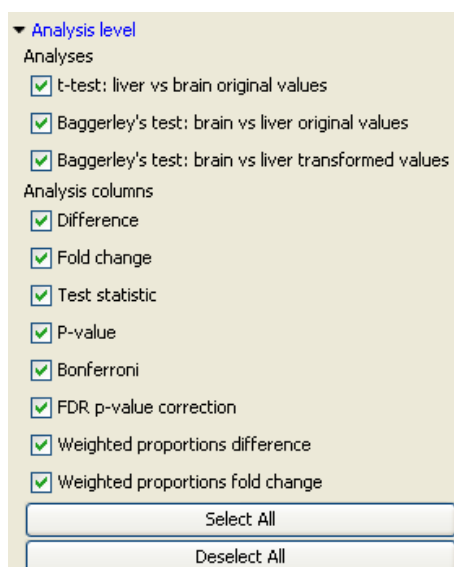 Analysis level
Analyses
t-test: liver vs brain original values
Baggerley's test: brain vs liver original values
Baggerley's test: brain vs liver transformed values
Analysis columns
Difference
Fold change
Test statistic
P-value
Bonferroni
FDR p-value correction
Weighted proportions difference
Weighted proportions fold change
Select All
Deselect All